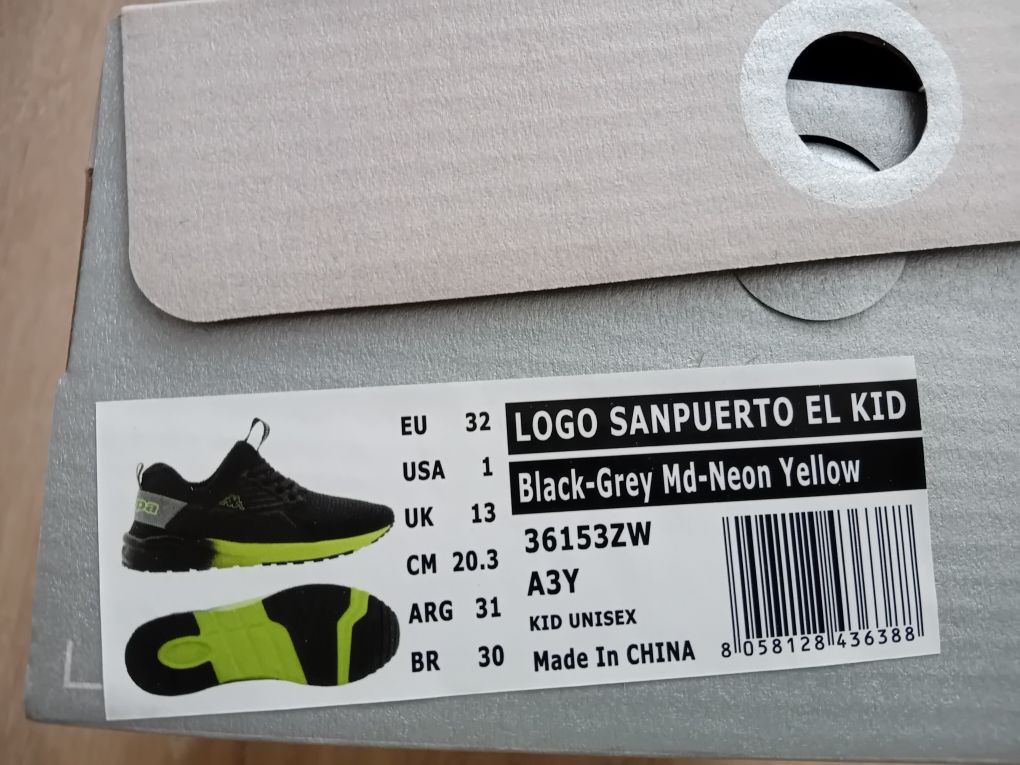 EU 32
USA 1
UK 13
CM 20.3
ARG 31
BR 30
LOGO SANPUERTO EL KID
Black-Grey Md-Neon Yellow
36153ZW
A3Y
KID UNISEX
Made In CHINA
8 058128 436388